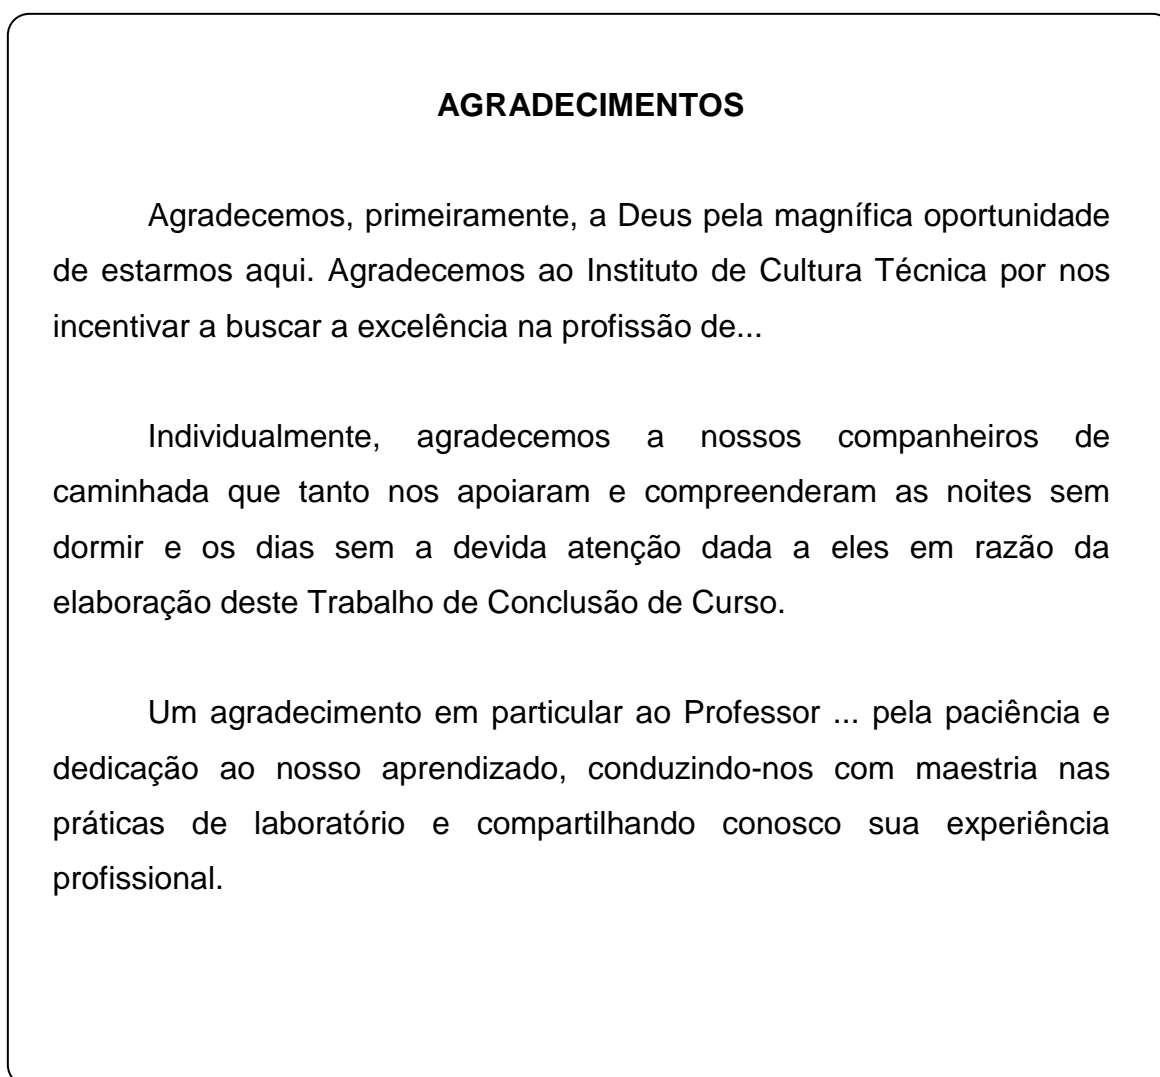 AGRADECIMENTOS
Agradecemos, primeiramente, a Deus pela magnífica oportunidade
de estarmos aqui. Agradecemos ao Instituto de Cultura Técnica por nos
incentivar a buscar a excelência na profissão de...
Individualmente, agradecemos a nossos companheiros de
caminhada que tanto nos apoiaram e compreenderam as noites sem
dormir e os dias sem a devida atenção dada a eles em razão da
elaboração deste Trabalho de Conclusão de Curso.
Um agradecimento em particular ao Professor ... pela paciência e
dedicação ao nosso aprendizado, conduzindo-nos com maestria nas
práticas de laboratório e compartilhando conosco sua experiência
profissional.